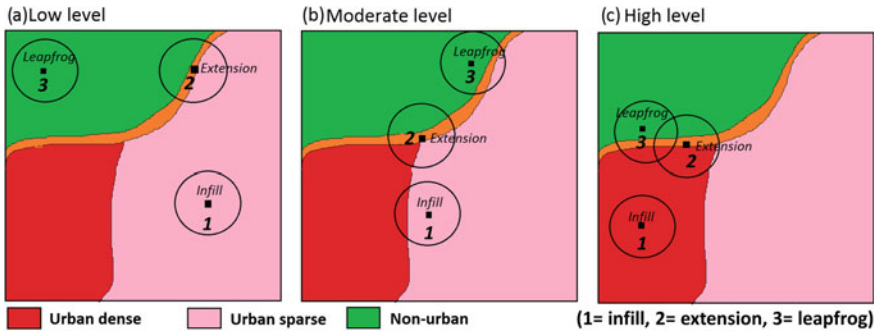 (a)Low level
Leapfrog
3
2
Extension
Infill
1
(b) Moderate level
Leapfrog
3
2
Extension
Infill
1
(c) High level
Leapfrog
3
Extension
2
Infill
1
Urban dense
Urban sparse
Non-urban
(1= infill, 2= extension, 3= leapfrog)